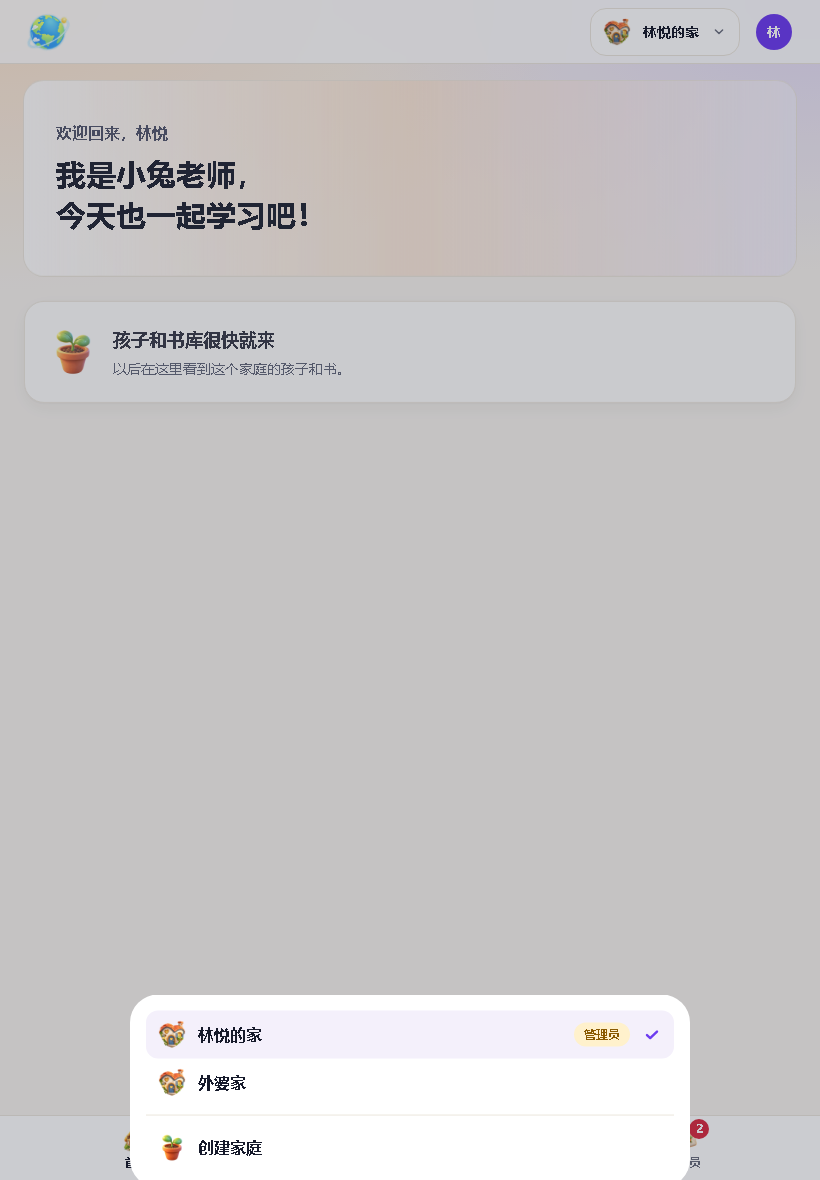 林悦的家
林
欢迎回来，林悦
我是小兔老师，
今天也一起学习吧！
孩子和书库很快就来
以后在这里看到这个家庭的孩子和书。
林悦的家
管理员
外婆家
创建家庭
2
员